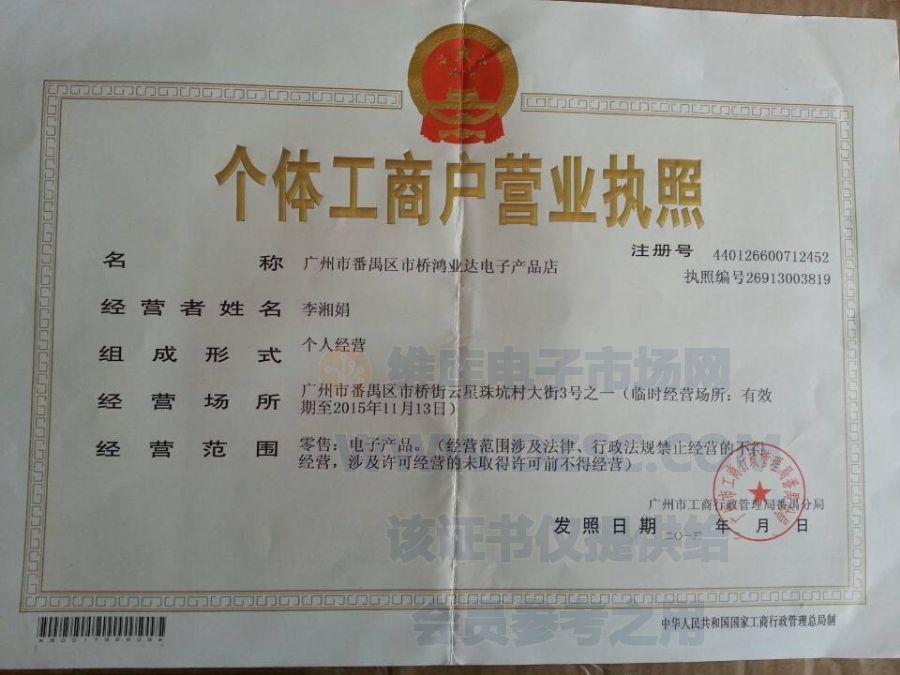 个体工商户营业执照
注册号 440126600712452
执照编号26913003819
名称 广州市番禺区市桥鸿业达电子产品店
经营者姓名 李湘娟
组成形式 个人经营
经营场所 广州市番禺区市桥街云星珠坑村大街3号之一（临时经营场所；有效
期至2015年11月13日）
经营范围 零售：电子产品。（经营范围涉及法律、行政法规禁止经营的不得
经营，涉及许可经营的未取得许可前不得经营）
广州市工商行政管理局番禺分局
发照日期 年 月 日
中华人民共和国国家工商行政管理总局制
维库电子市场网
该证书仅提供给
会员参考之用